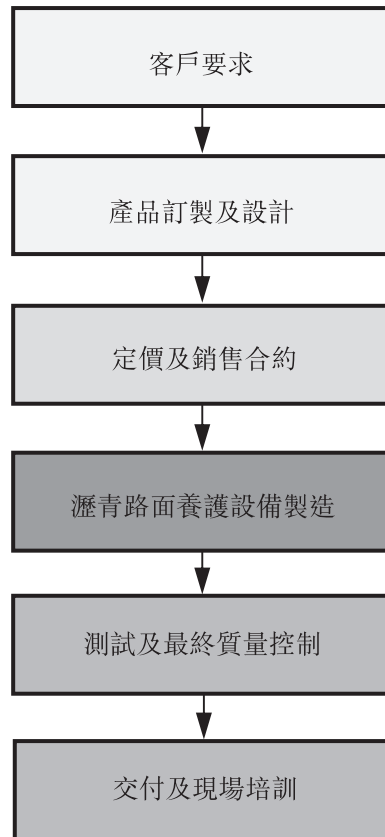 客戶要求
產品訂製及設計
定價及銷售合約
瀝青路面養護設備製造
測試及最終質量控制
交付及現場培訓